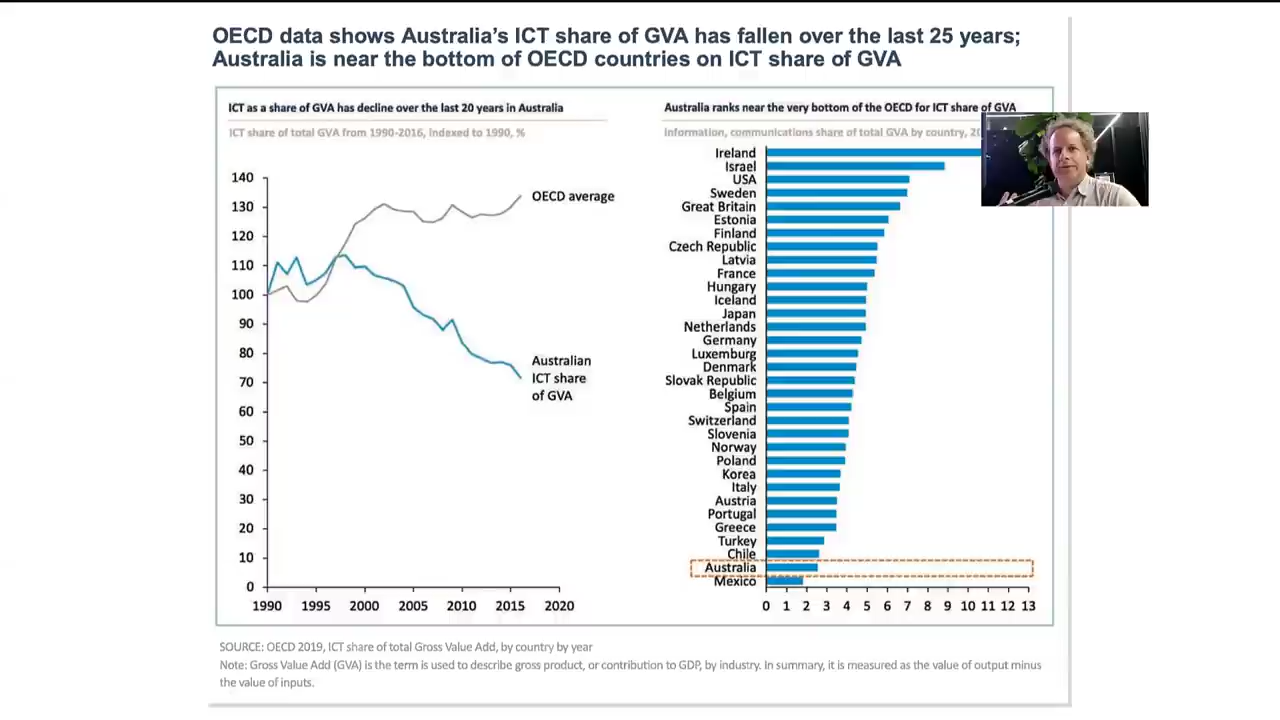 OECD data shows Australia's ICT share of GVA has fallen over the last 25 years;
Australia is near the bottom of OECD countries on ICT share of GVA
ICT as a share of GVA has decline over the last 20 years in Australia
ICT share of total GVA from 1990-2016, indexed to 1990, %
140
130
120
110
100
90
80
70
60
50
40
30
20
10
0
OECD average
Australian
ICT share
of GVA
1990 1995 2000 2005 2010 2015 2020
Australia ranks near the very bottom of the OECD for ICT share of GVA
Information, communications share of total GVA by country,
Ireland
Israel
USA
Sweden
Great Britain
Estonia
Finland
Czech Republic
Latvia
France
Hungary
Iceland
Japan
Netherlands
Germany
Luxemburg
Denmark
Slovak Republic
Belgium
Spain
Switzerland
Slovenia
Norway
Poland
Korea
Italy
Austria
Portugal
Greece
Turkey
Chile
Australia
Mexico
0 1 2 3 4 5 6 7 8 9 10 11 12 13
SOURCE: OECD 2019, ICT share of total Gross Value Add, by country by year
Note: Gross Value Add (GVA) is the term is used to describe gross product, or contribution to GDP, by industry. In summary, it is measured as the value of output minus
the value of inputs.